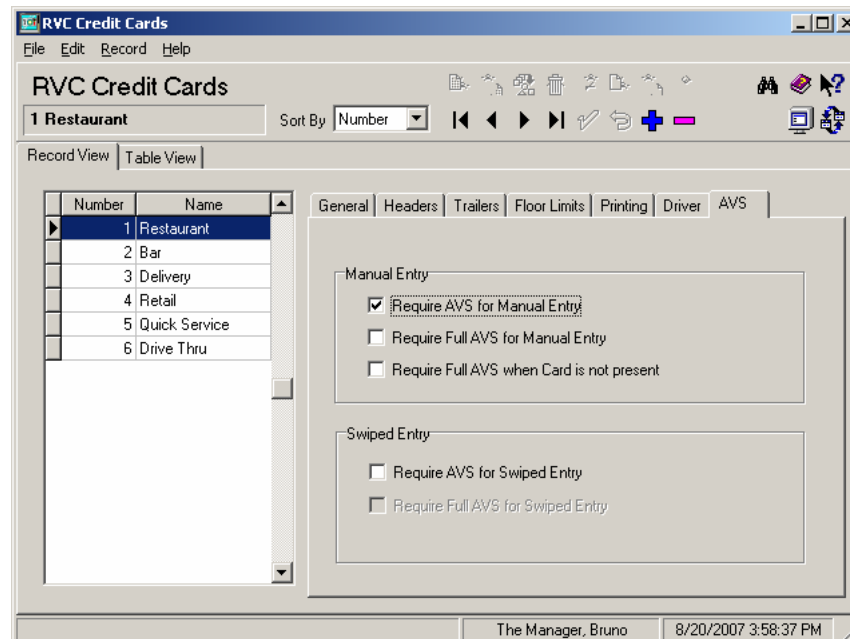 RVC Credit Cards
File Edit Record Help
RVC Credit Cards
1 Restaurant
Sort By Number
Record View Table View
Number Name
1 Restaurant
2 Bar
3 Delivery
4 Retail
5 Quick Service
6 Drive Thru
General Headers Trailers Floor Limits Printing Driver AVS
Manual Entry
Require AVS for Manual Entry
Require Full AVS for Manual Entry
Require Full AVS when Card is not present
Swiped Entry
Require AVS for Swiped Entry
Require Full AVS for Swiped Entry
The Manager, Bruno 8/20/2007 3:58:37 PM